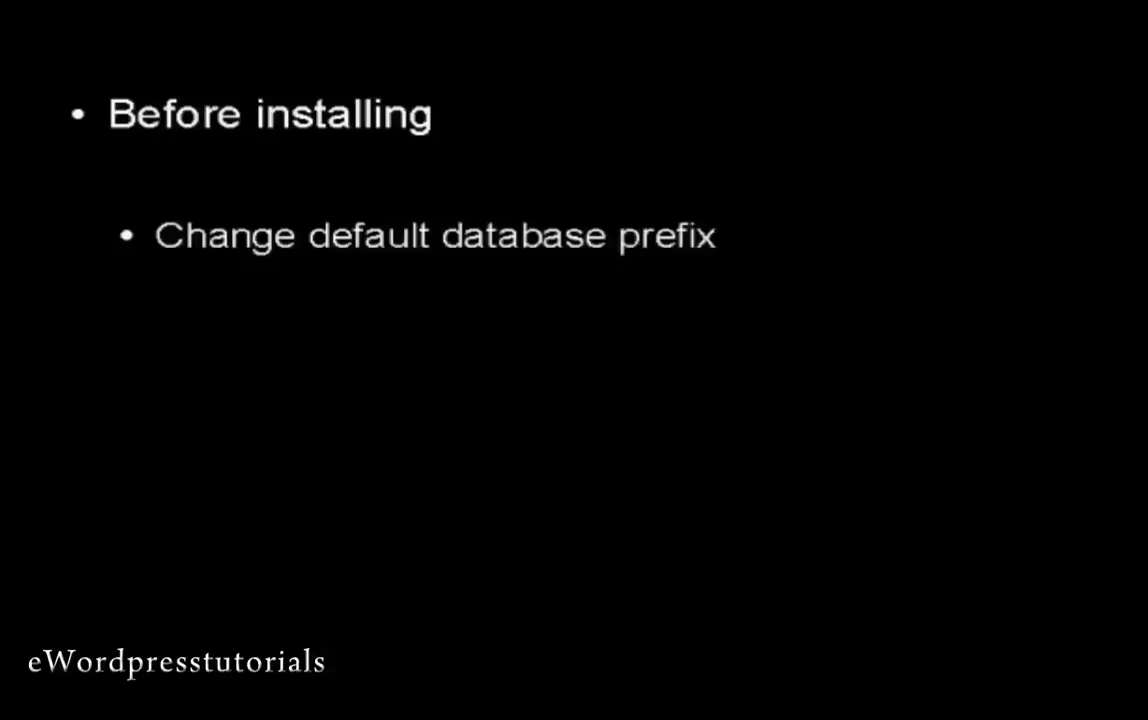 • Before installing
• Change default database prefix
eWordpresstutorials